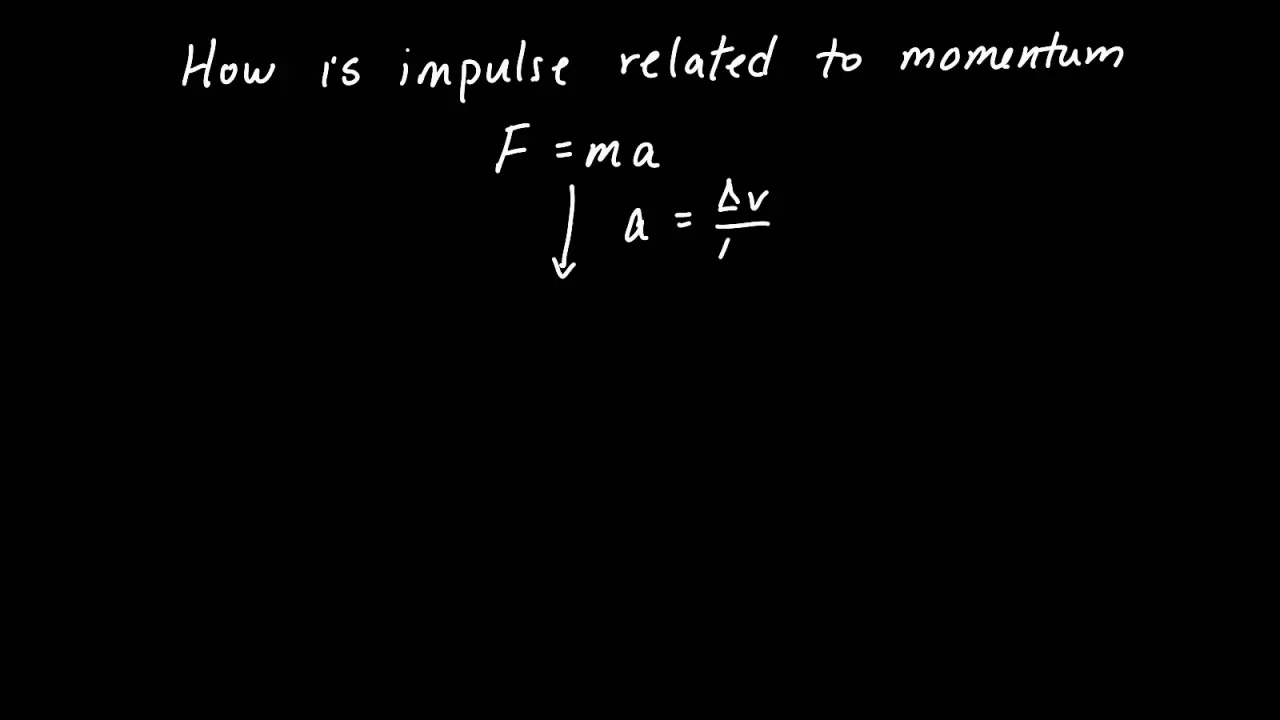 How is impulse related to momentum
F = ma
a = Δv /